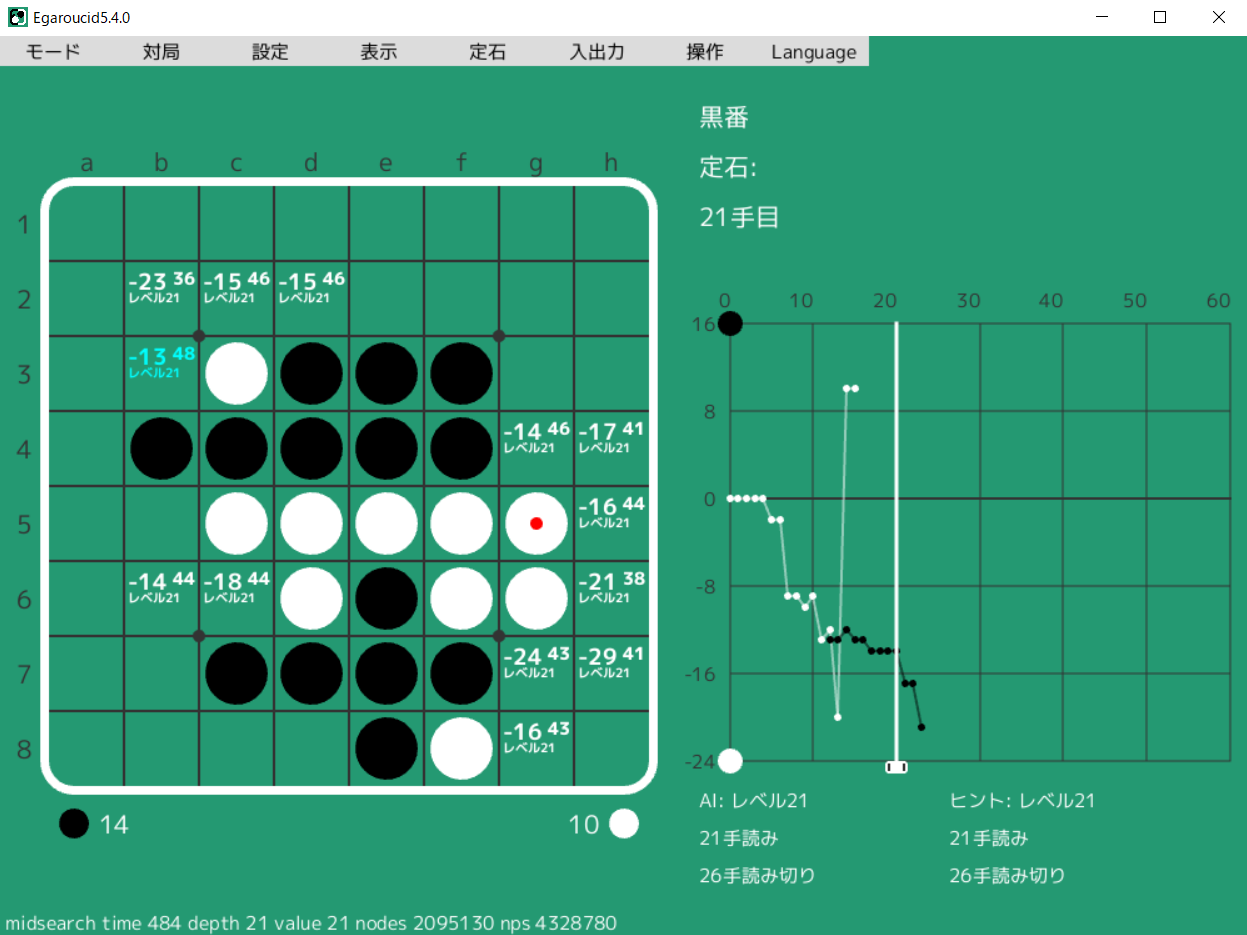 Egaroucid5.4.0
モード 対局 設定 表示 定石 入出力 操作 Language
黒番
定石:
21手目
a b c d e f g h
1
2 -23 36 レベル21 -15 46 レベル21 -15 46 レベル21
3 -13 48 レベル21
4 -14 46 レベル21 -17 41 レベル21
5 -16 44 レベル21
6 -14 44 レベル21 -18 44 レベル21 -21 38 レベル21
7 -24 43 レベル21 -29 41 レベル21
8 -16 43 レベル21
14 10
0 10 20 30 40 50 60
16
8
0
-8
-16
-24
AI: レベル21 ヒント: レベル21
21手読み 21手読み
26手読み切り 26手読み切り
midsearch time 484 depth 21 value 21 nodes 2095130 nps 4328780